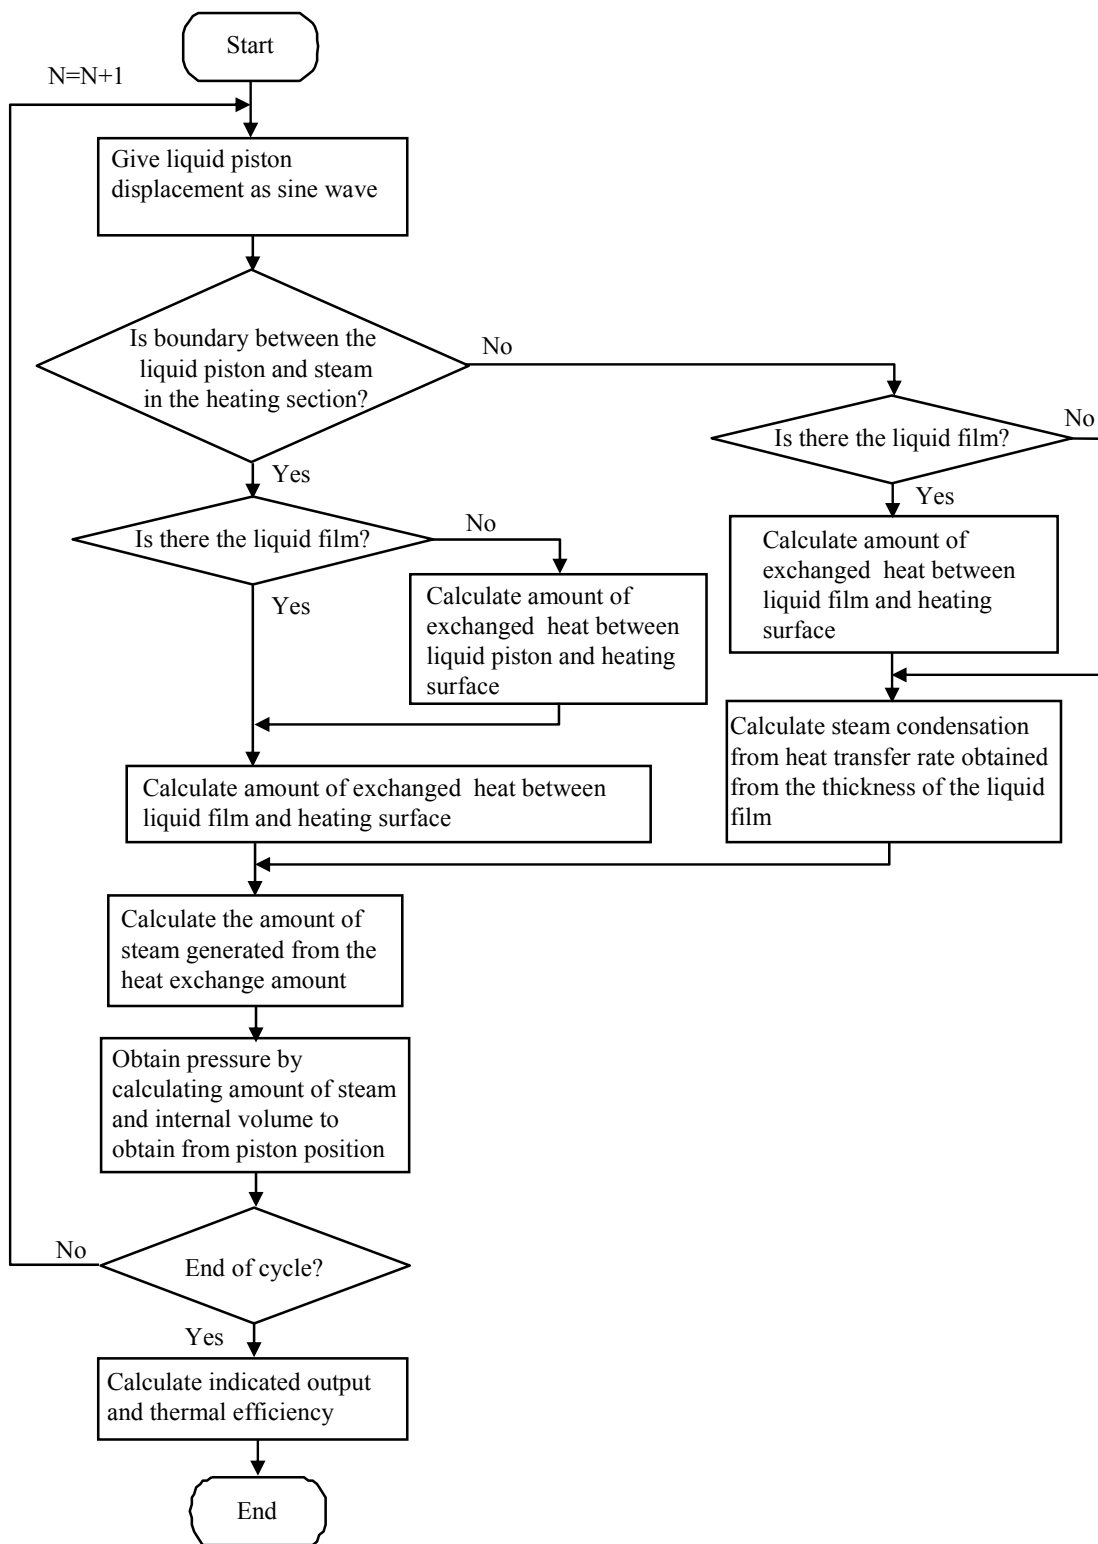 Start
N=N+1
Give liquid piston
displacement as sine wave
Is boundary between the
liquid piston and steam
in the heating section?
No
Yes
Is there the liquid film?
No
Yes
Is there the liquid film?
No
Yes
Calculate amount of
exchanged heat between
liquid film and heating
surface
Calculate amount of
exchanged heat between
liquid piston and heating
surface
Calculate steam condensation
from heat transfer rate obtained
from the thickness of the liquid
film
Calculate amount of exchanged heat between
liquid film and heating surface
Calculate the amount of
steam generated from the
heat exchange amount
Obtain pressure by
calculating amount of steam
and internal volume to
obtain from piston position
No
End of cycle?
Yes
Calculate indicated output
and thermal efficiency
End